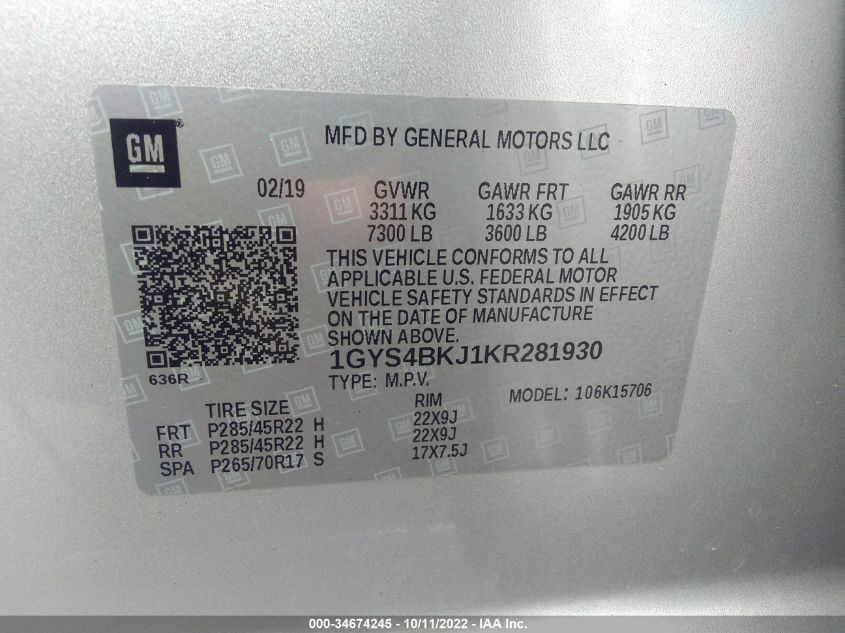 GM
MFD BY GENERAL MOTORS LLC
02/19 GVWR GAWR FRT GAWR RR
3311 KG 1633 KG 1905 KG
7300 LB 3600 LB 4200 LB
THIS VEHICLE CONFORMS TO ALL
APPLICABLE U.S. FEDERAL MOTOR
VEHICLE SAFETY STANDARDS IN EFFECT
ON THE DATE OF MANUFACTURE
SHOWN ABOVE.
1GYS4BKJ1KR281930
636R
TYPE: M.P.V. MODEL: 106K15706
TIRE SIZE RIM
FRT P285/45R22 H 22X9J
RR P285/45R22 H 22X9J
SPA P265/70R17 S 17X7.5J
000-34674245 - 10/11/2022 - IAA Inc.